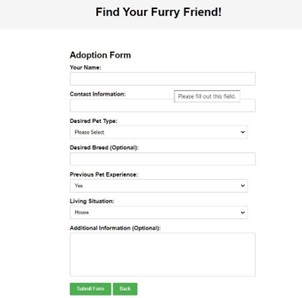 Find Your Furry Friend!
Adoption Form
Your Name:
Contact Information:
Please fill out this field.
Desired Pet Type:
Please Select
Desired Breed (Optional):
Previous Pet Experience:
Yes
Living Situation:
House
Additional Information (Optional):
Submit Form
Back